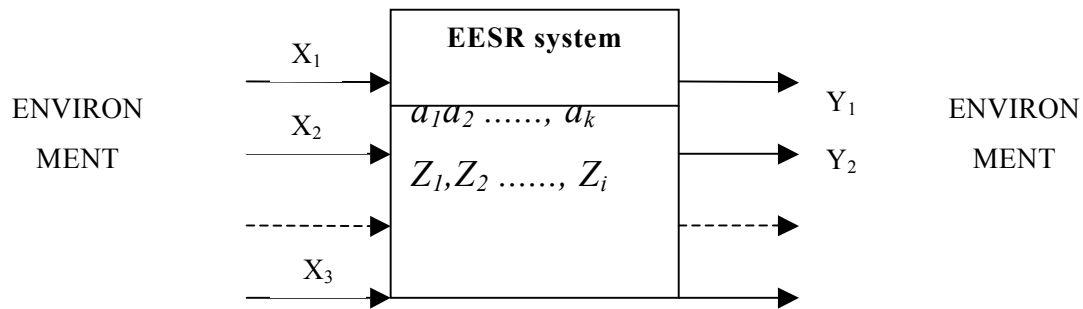 EESR system
X₁
ENVIRON
MENT
X₂
a₁a₂ ......, aₖ
Z₁,Z₂ ......, Zᵢ
X₃
Y₁
Y₂
ENVIRON
MENT